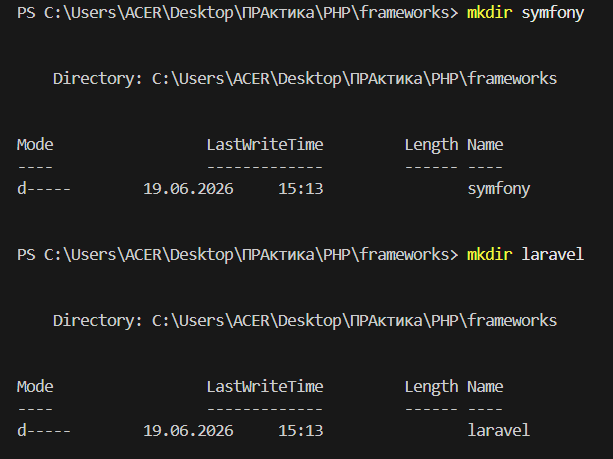 PS C:\Users\ACER\Desktop\ПРАктика\PHP\frameworks> mkdir symfony
Directory: C:\Users\ACER\Desktop\ПРАктика\PHP\frameworks
Mode LastWriteTime Length Name
---- ------------- ------ ----
d----- 19.06.2026 15:13 symfony
PS C:\Users\ACER\Desktop\ПРАктика\PHP\frameworks> mkdir laravel
Directory: C:\Users\ACER\Desktop\ПРАктика\PHP\frameworks
Mode LastWriteTime Length Name
---- ------------- ------ ----
d----- 19.06.2026 15:13 laravel